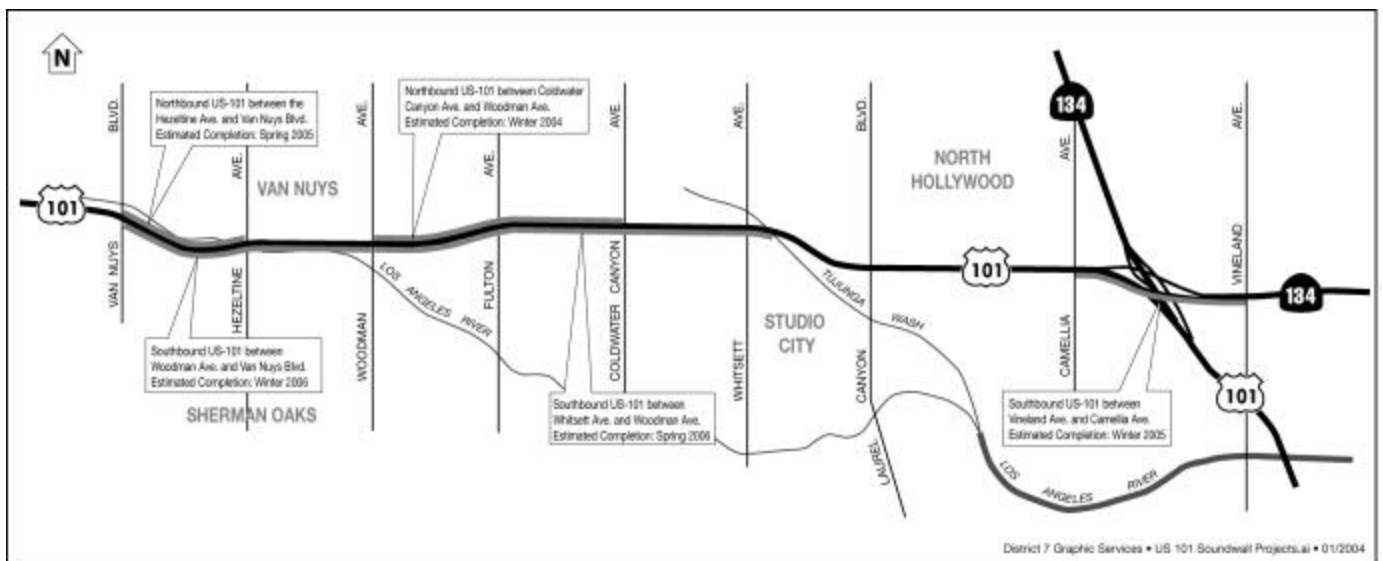 N
Northbound US-101 between the
Hezeltine Ave. and Van Nuys Blvd.
Estimated Completion: Spring 2005
Northbound US-101 between Coldwater
Canyon Ave. and Woodman Ave.
Estimated Completion: Winter 2004
BLVD.
AVE.
AVE.
AVE.
AVE.
AVE.
BLVD.
AVE.
AVE.
134
VAN NUYS
NORTH
HOLLYWOOD
101
101
134
VAN NUYS
HEZELTINE
WOODMAN
FULTON
COLDWATER CANYON
WHITSETT
LAUREL CANYON
CAMELLIA
VINELAND
LOS ANGELES RIVER
TUJUNGA WASH
STUDIO
CITY
Southbound US-101 between
Woodman Ave. and Van Nuys Blvd.
Estimated Completion: Winter 2006
SHERMAN OAKS
Southbound US-101 between
Whitsett Ave. and Woodman Ave.
Estimated Completion: Spring 2006
Southbound US-101 between
Vineland Ave. and Camellia Ave.
Estimated Completion: Winter 2005
101
LOS ANGELES RIVER
District 7 Graphic Services • US 101 Soundwall Projects.ai • 01/2004